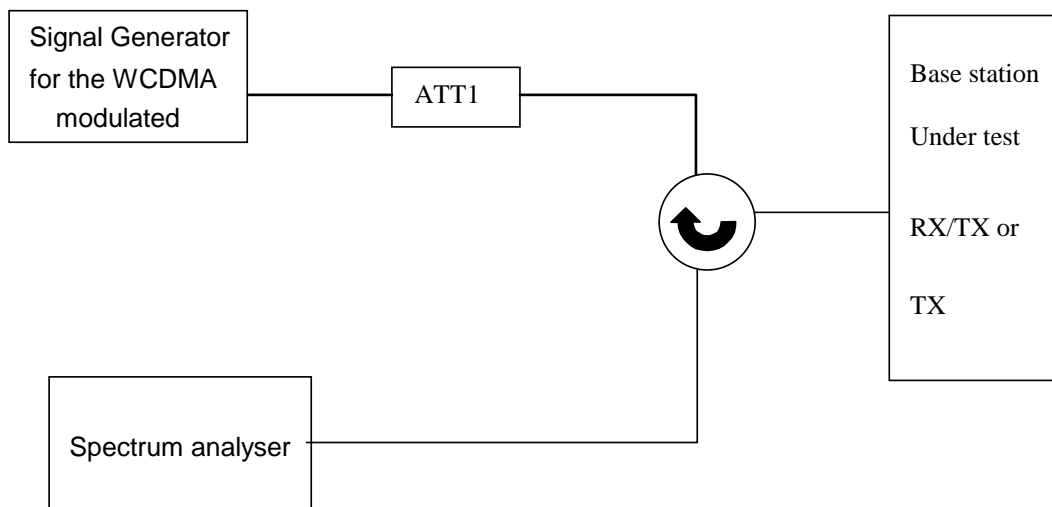 Signal Generator
for the WCDMA
modulated
ATT1
Base station
Under test
RX/TX or
TX
Spectrum analyser